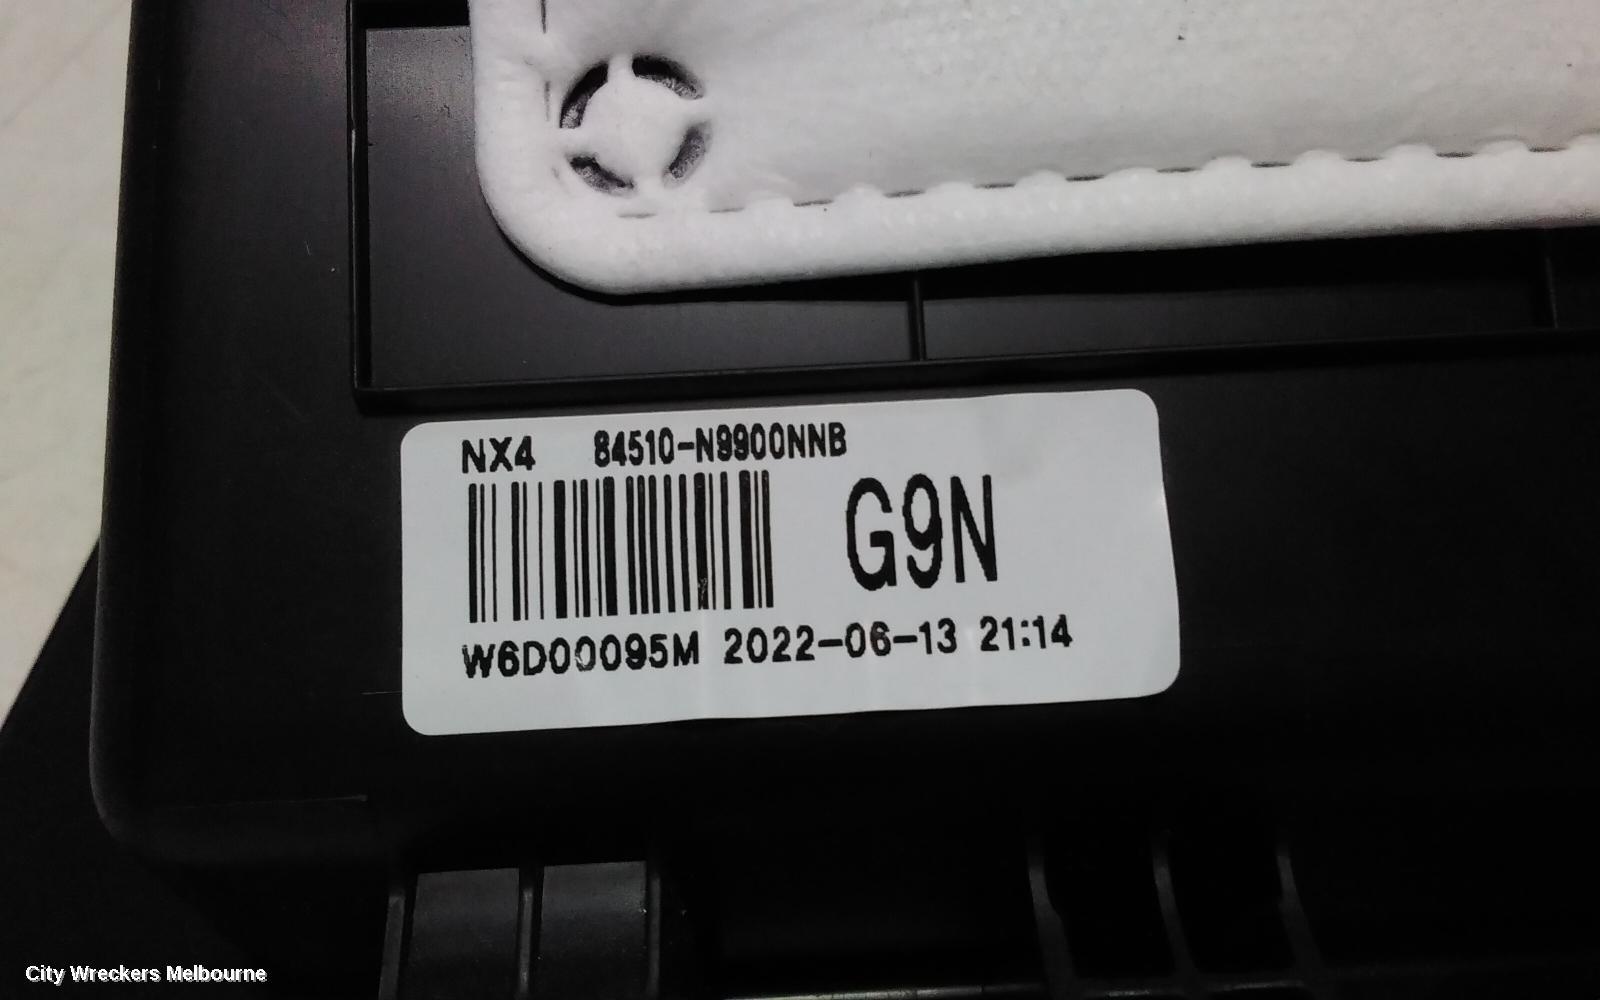 NX4 84510-N9900NNB
G9N
W6D00095M 2022-06-13 21:14
City Wreckers Melbourne